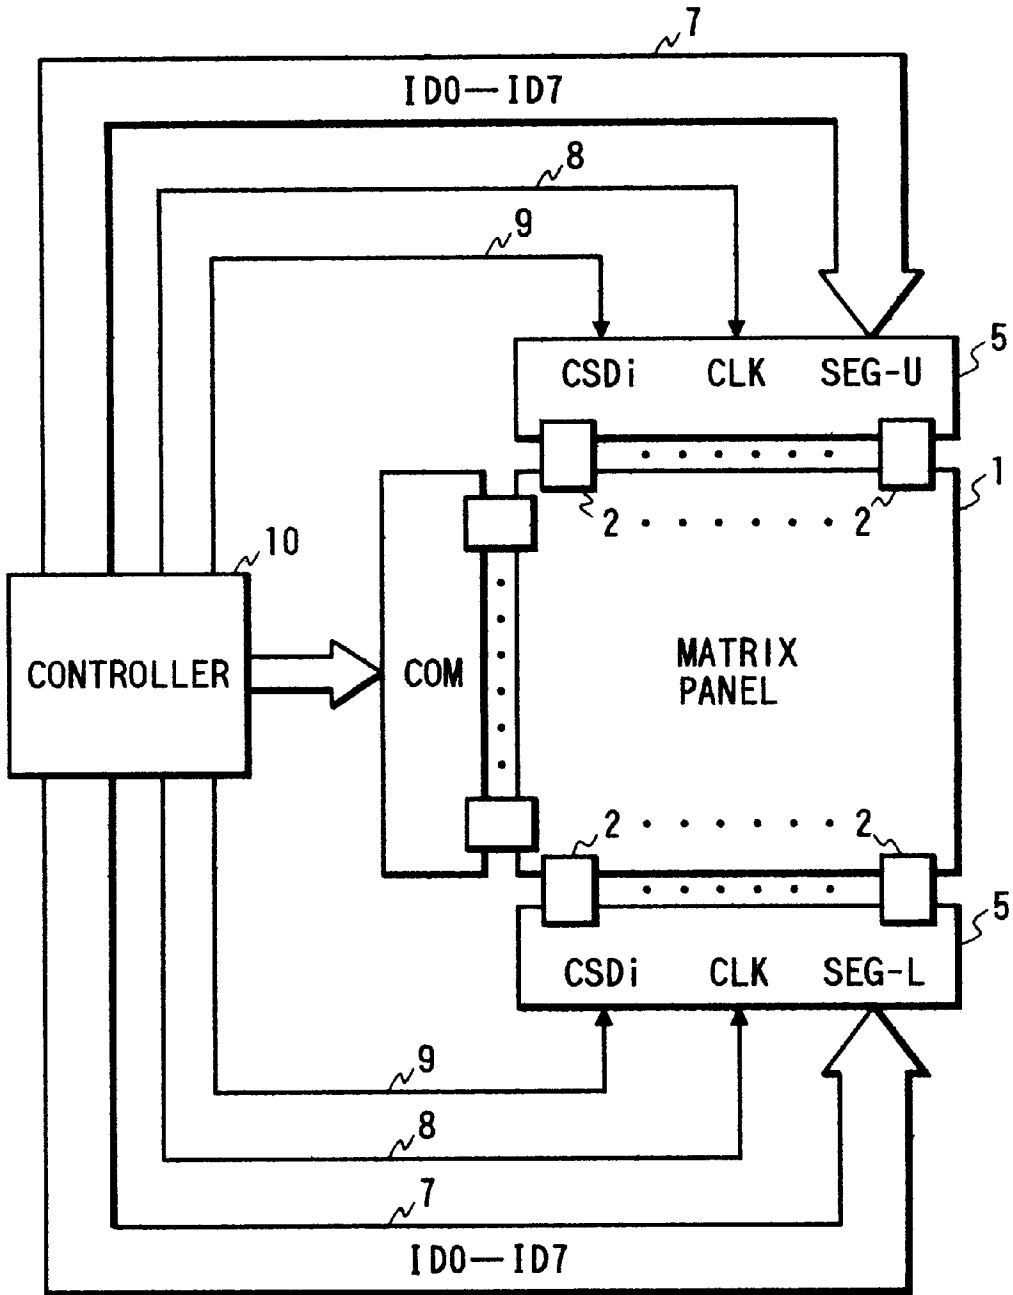 7
ID0—ID7
8
9
CSDi CLK SEG-U
5
1
2 · · · · · · 2
10
CONTROLLER
COM
MATRIX
PANEL
2 · · · · · · 2
5
CSDi CLK SEG-L
9
8
7
ID0—ID7